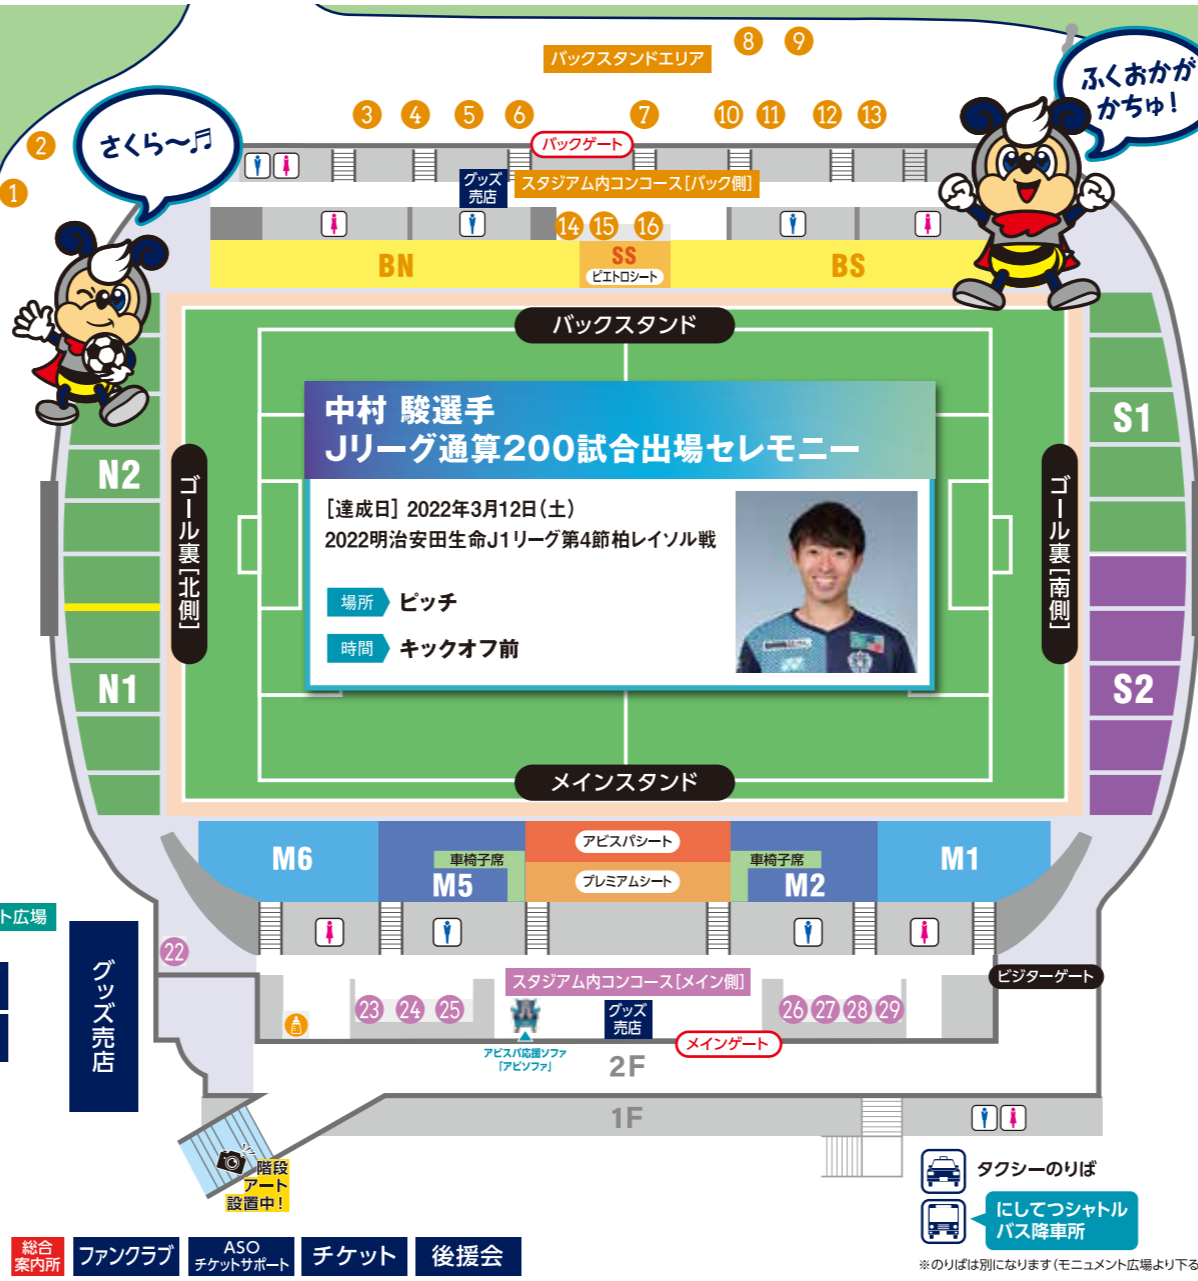 バックスタンドエリア
8 9
ふくおかが
かちゅ!
さくら〜♬
3 4 5 6 7 10 11 12 13
2
1
バックゲート
グッズ
売店
スタジアム内コンコース[バック側]
14 15 16
BN
SS
ピエトロシート
BS
バックスタンド
中村 駿選手
Jリーグ通算200試合出場セレモニー
[達成日] 2022年3月12日(土)
2022明治安田生命J1リーグ第4節柏レイソル戦
場所 ピッチ
時間 キックオフ前
N2
ゴール裏[北側]
N1
S1
ゴール裏[南側]
S2
メインスタンド
アビスパシート
プレミアムシート
M6
車椅子席
M5
車椅子席
M2
M1
ト広場
グッズ売店
22
スタジアム内コンコース[メイン側]
ビジターゲート
23 24 25
26 27 28 29
グッズ
売店
アビスパ応援ソファ
「アビソファ」
メインゲート
2F
1F
階段
アート
設置中!
タクシーのりば
にしてつシャトル
バス降車所
※のりばは別になります(モニュメント広場より下る
総合
案内所
ファンクラブ
ASO
チケットサポート
チケット
後援会